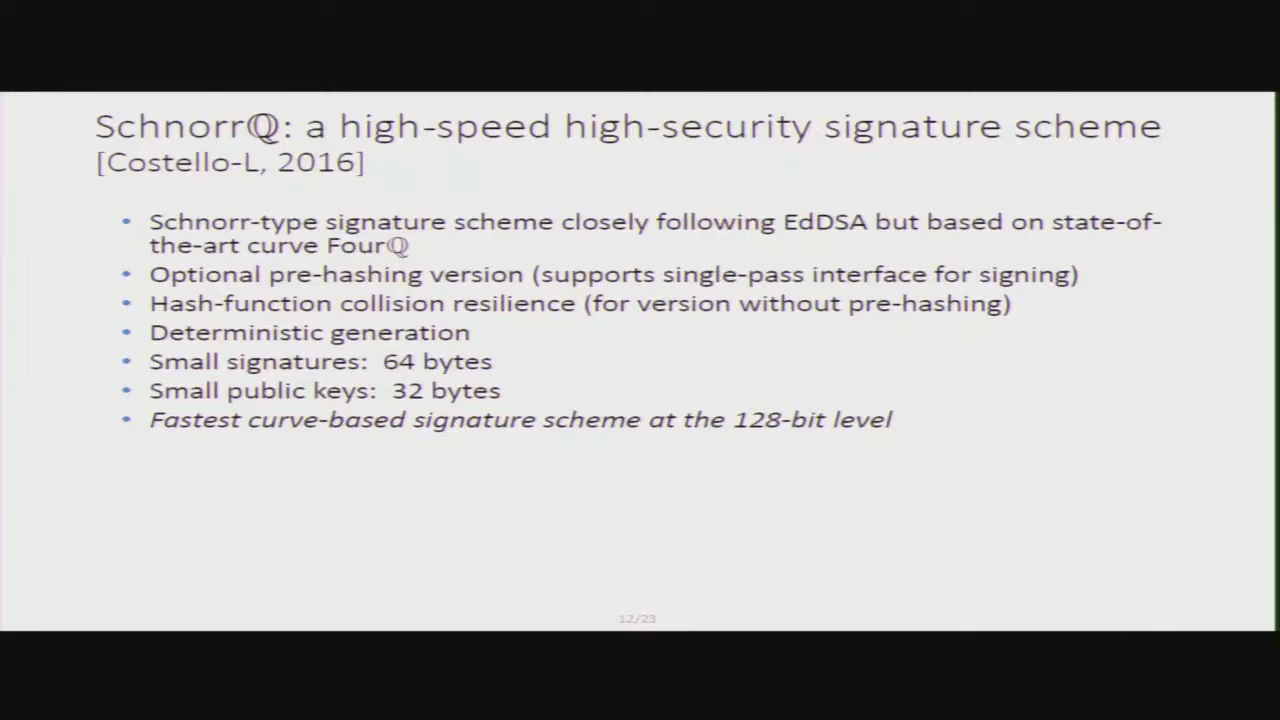 Schnorrℚ: a high-speed high-security signature scheme
[Costello-L, 2016]
• Schnorr-type signature scheme closely following EdDSA but based on state-of-
the-art curve Fourℚ
• Optional pre-hashing version (supports single-pass interface for signing)
• Hash-function collision resilience (for version without pre-hashing)
• Deterministic generation
• Small signatures: 64 bytes
• Small public keys: 32 bytes
• Fastest curve-based signature scheme at the 128-bit level
12/23